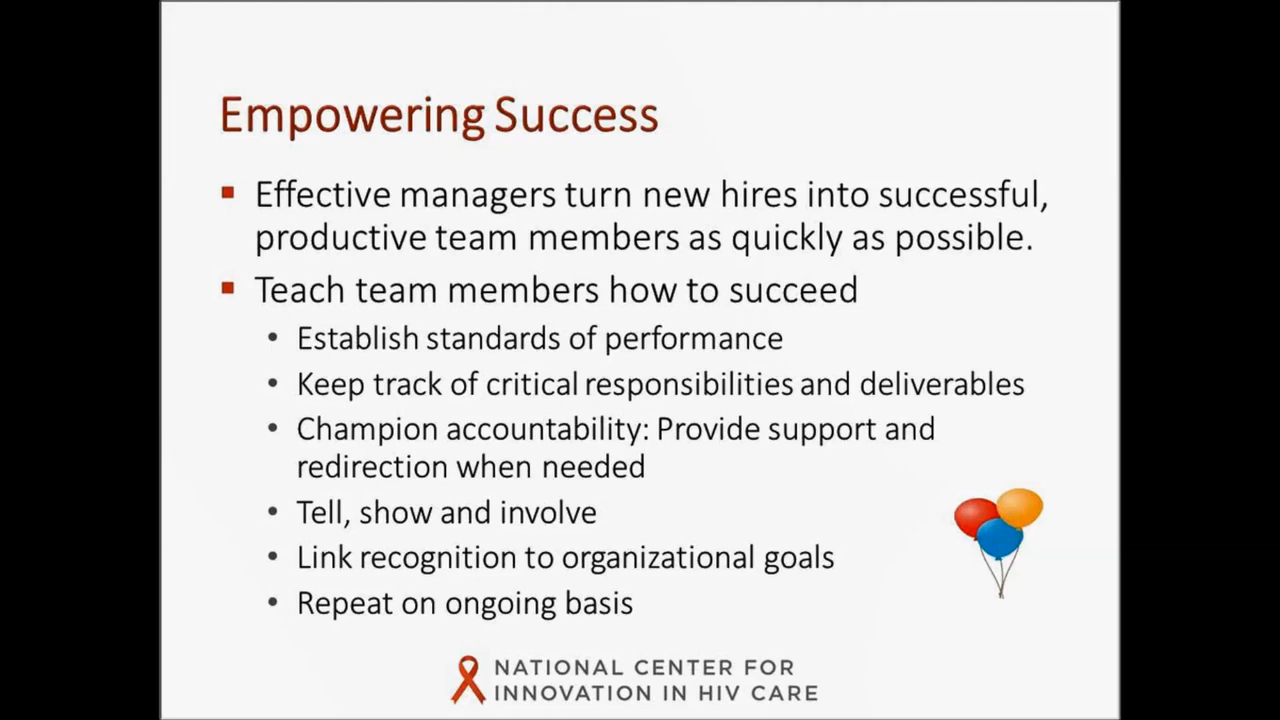 Empowering Success
▪ Effective managers turn new hires into successful,
productive team members as quickly as possible.
▪ Teach team members how to succeed
• Establish standards of performance
• Keep track of critical responsibilities and deliverables
• Champion accountability: Provide support and
redirection when needed
• Tell, show and involve
• Link recognition to organizational goals
• Repeat on ongoing basis
NATIONAL CENTER FOR
INNOVATION IN HIV CARE